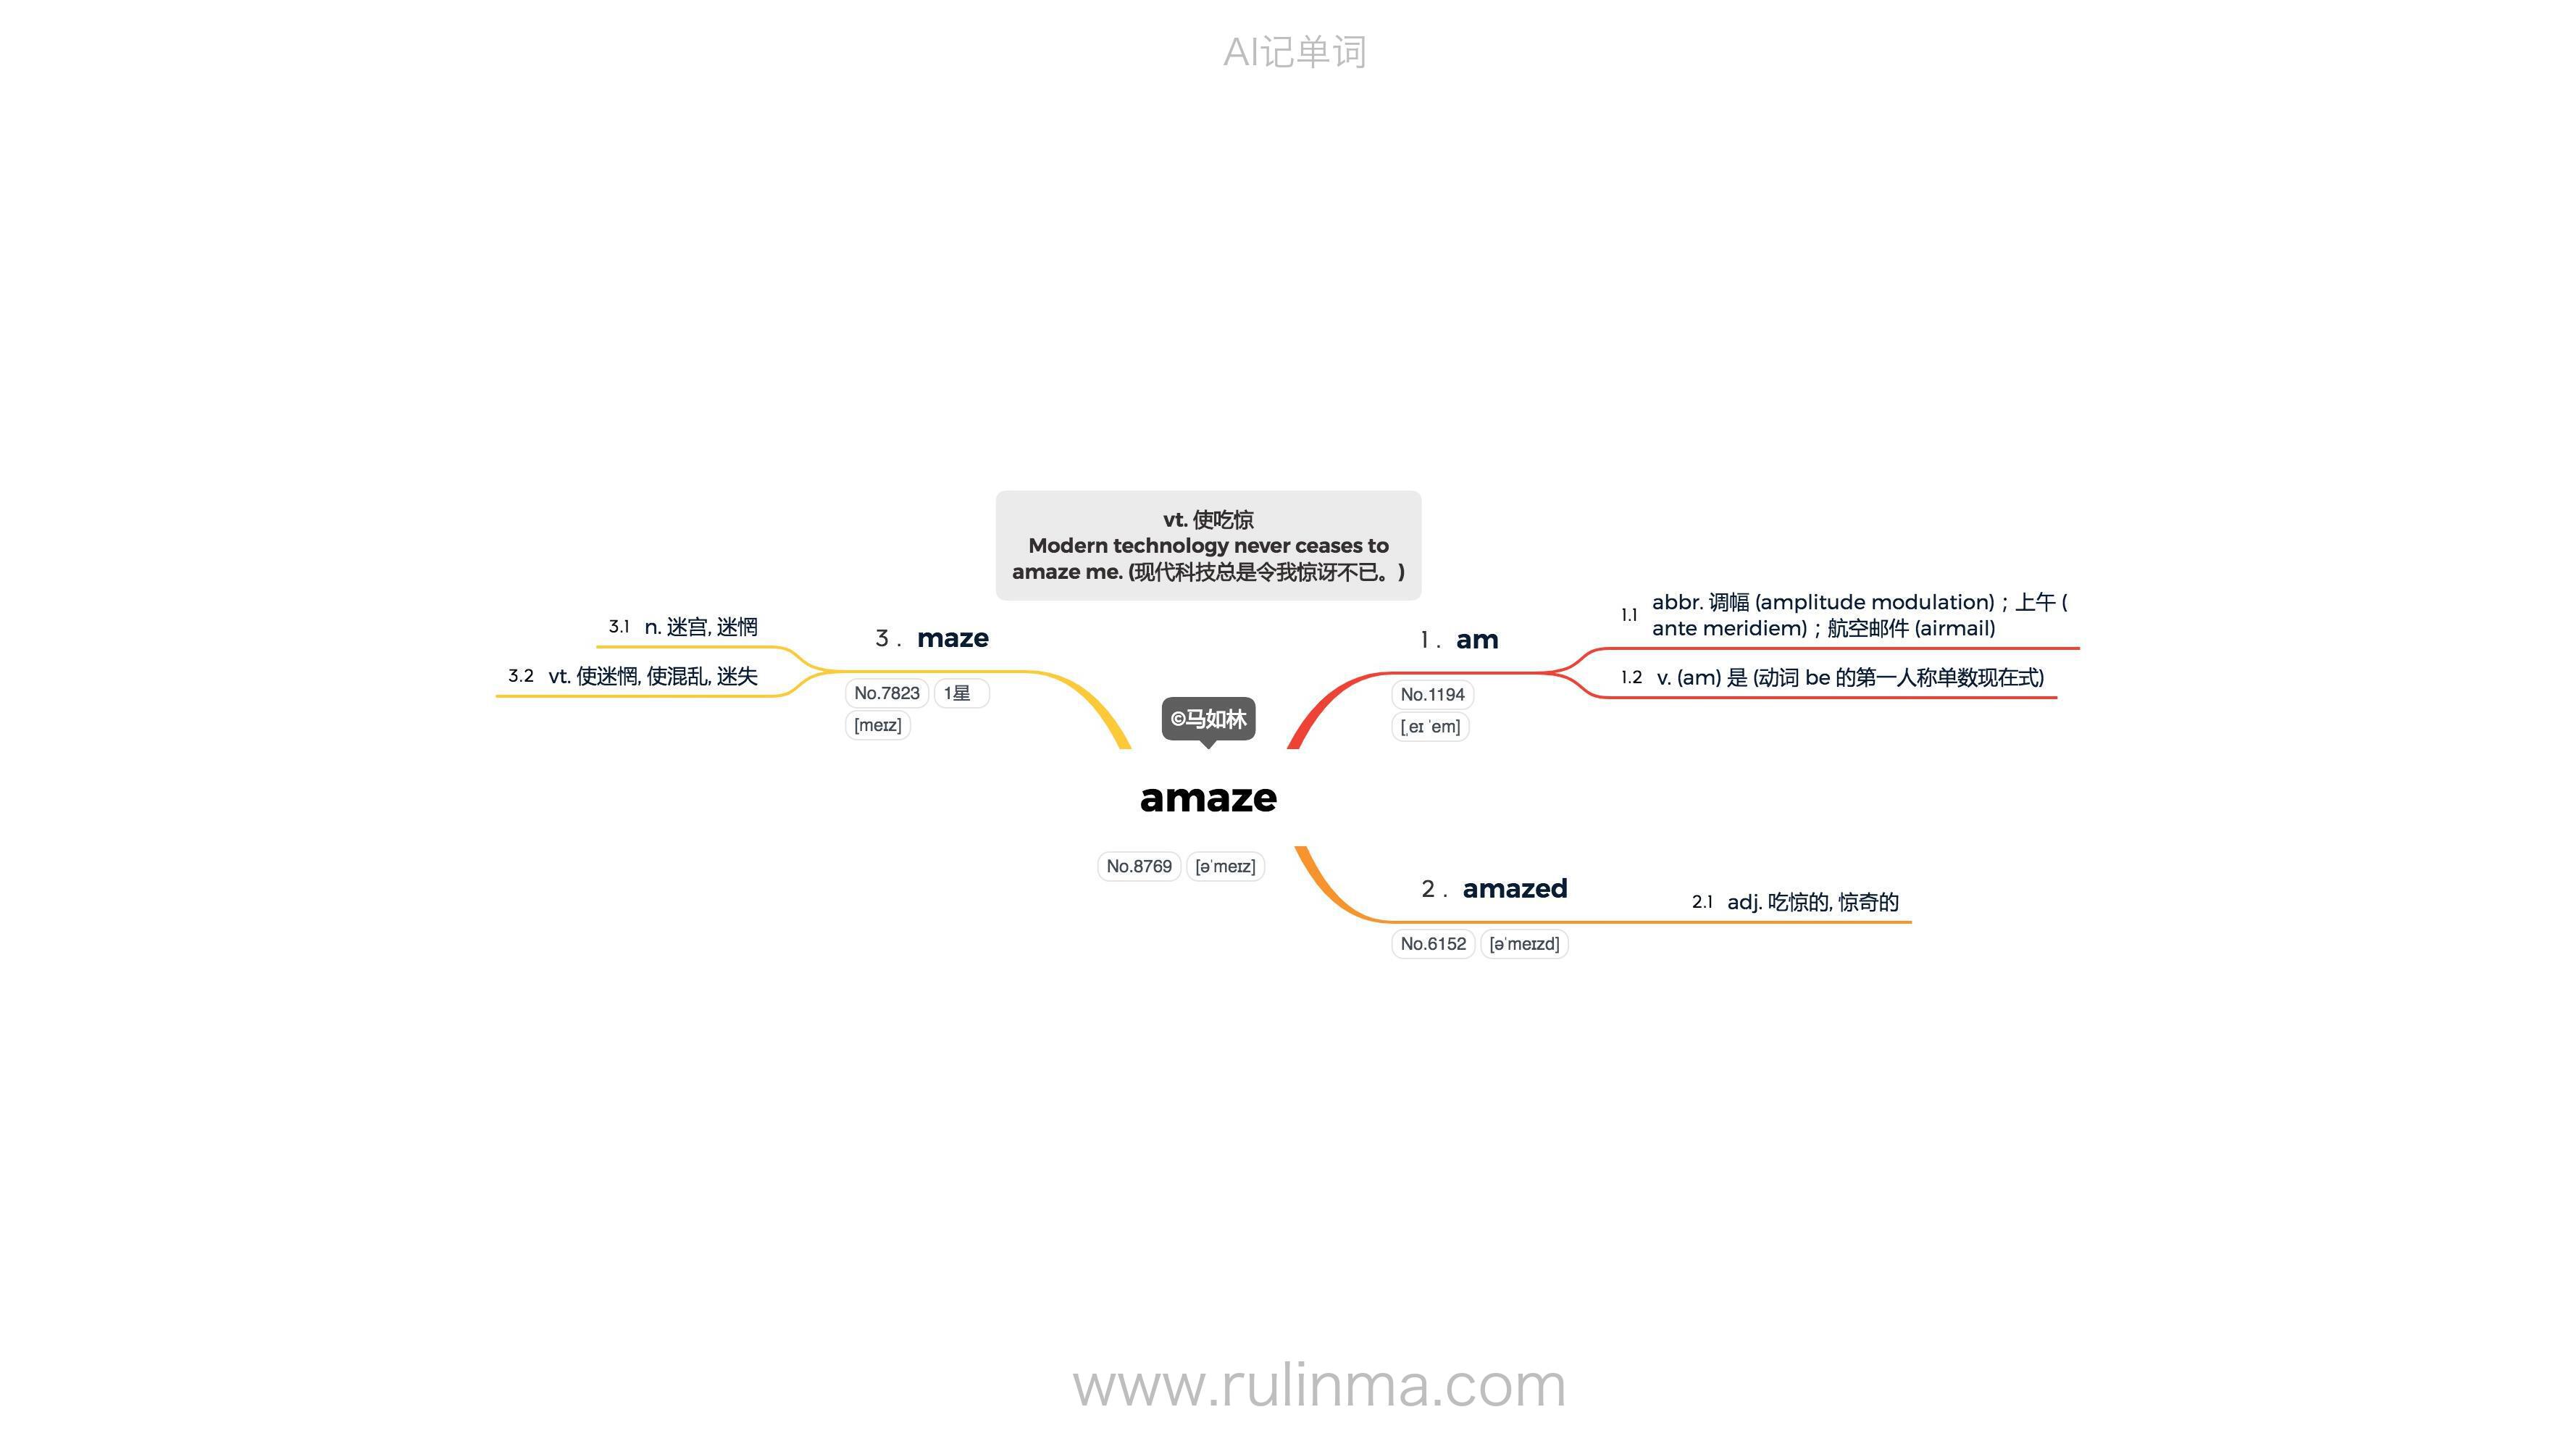 AI记单词
vt. 使吃惊
Modern technology never ceases to
amaze me. (现代科技总是令我惊讶不已。)
©马如林
amaze
No.8769 [əˈmeɪz]
1. am
No.1194
[ˌeɪ ˈem]
1.1 abbr. 调幅 (amplitude modulation)；上午 (
ante meridiem)；航空邮件 (airmail)
1.2 v. (am) 是 (动词 be 的第一人称单数现在式)
2. amazed
No.6152 [əˈmeɪzd]
2.1 adj. 吃惊的, 惊奇的
3. maze
No.7823 1星
[meɪz]
3.1 n. 迷宫, 迷惘
3.2 vt. 使迷惘, 使混乱, 迷失
www.rulinma.com